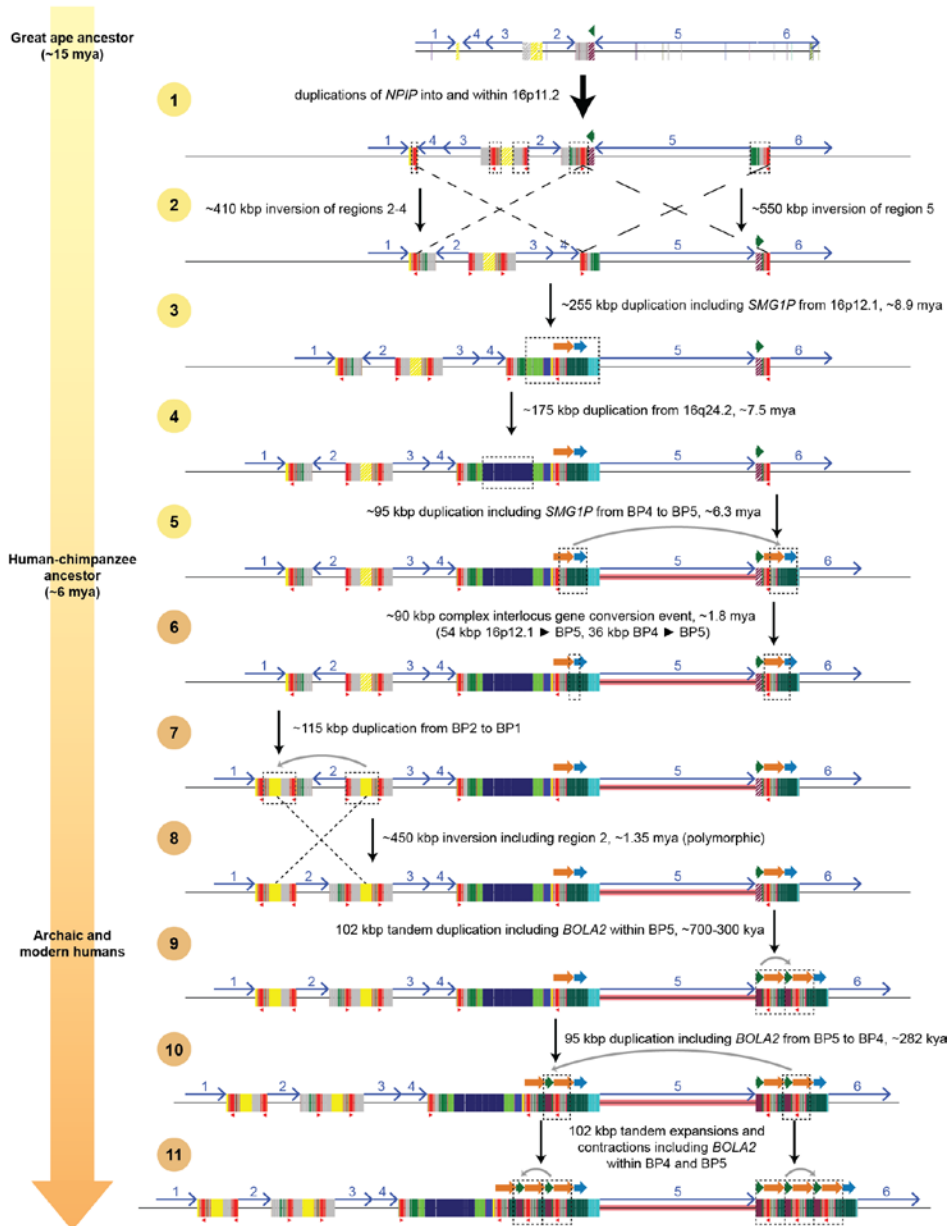 Great ape ancestor
(~15 mya)
1 4 3 2 5
1
duplications of NPIP into and within 16p11.2
1 4 3 2 5 6
2
~410 kbp inversion of regions 2-4
~550 kbp inversion of region 5
1 2 3 4 5 6
3
~255 kbp duplication including SMG1P from 16p12.1, ~8.9 mya
1 2 3 4 5 6
4
~175 kbp duplication from 16q24.2, ~7.5 mya
1 2 3 4 5 6
5
~95 kbp duplication including SMG1P from BP4 to BP5, ~6.3 mya
Human-chimpanzee
ancestor
(~6 mya)
1 2 3 4 5 6
6
~90 kbp complex interlocus gene conversion event, ~1.8 mya
(54 kbp 16p12.1 ► BP5, 36 kbp BP4 ► BP5)
1 2 3 4 5 6
7
~115 kbp duplication from BP2 to BP1
1 2 3 4 5 6
8
~450 kbp inversion including region 2, ~1.35 mya (polymorphic)
1 2 3 4 5 6
Archaic and
modern humans
9
102 kbp tandem duplication including BOLA2 within BP5, ~700-300 kya
1 2 3 4 5 6
10
95 kbp duplication including BOLA2 from BP5 to BP4, ~282 kya
1 2 3 4 5 6
11
102 kbp tandem expansions and
contractions including BOLA2
within BP4 and BP5
1 2 3 4 5 6